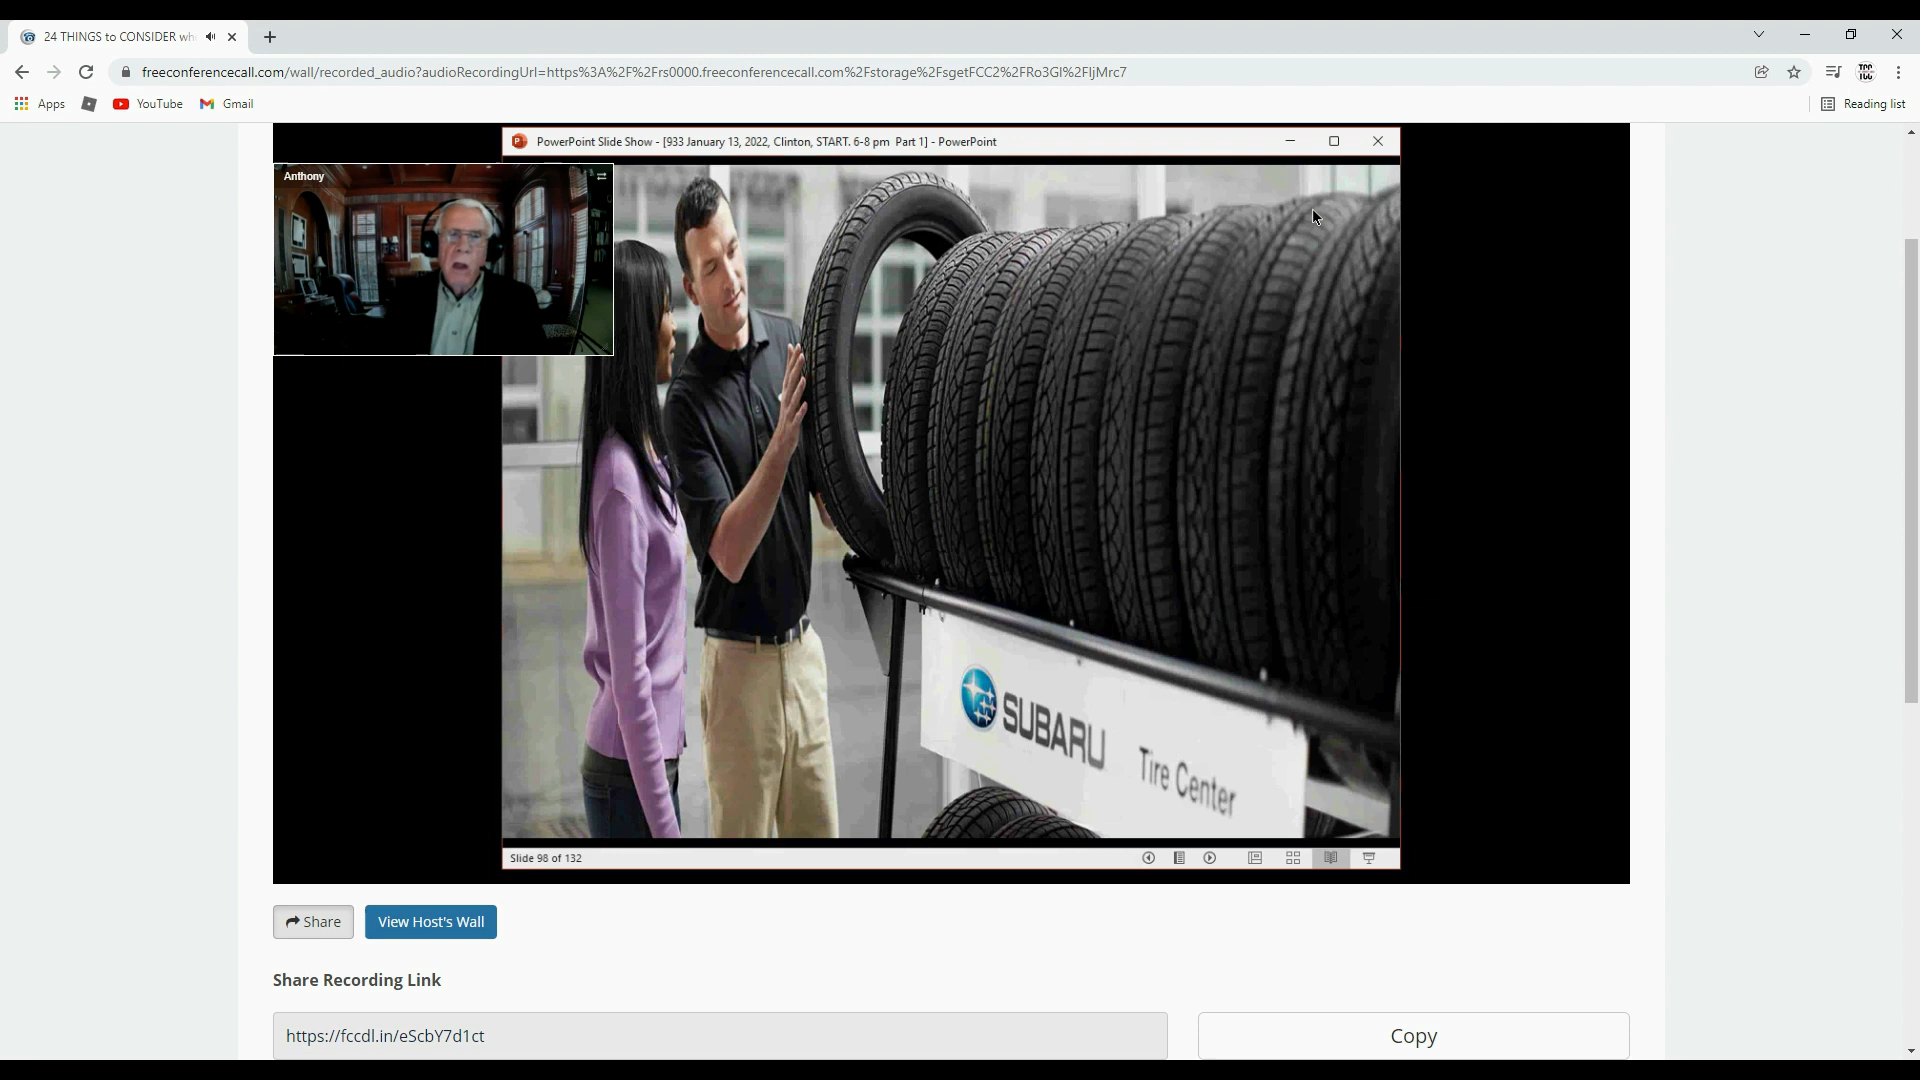 24 THINGS to CONSIDER wh
freeconferencecall.com/wall/recorded_audio?audioRecordingUrl=https%3A%2F%2Frs0000.freeconferencecall.com%2Fstorage%2FsgetFCC2%2FRo3GI%2FIjMrc7
TCC
Apps YouTube Gmail Reading list
PowerPoint Slide Show - [933 January 13, 2022, Clinton, START. 6-8 pm Part 1] - PowerPoint
Anthony
SUBARU Tire Center
Slide 98 of 132
Share View Host's Wall
Share Recording Link
https://fccdl.in/eScbY7d1ct Copy